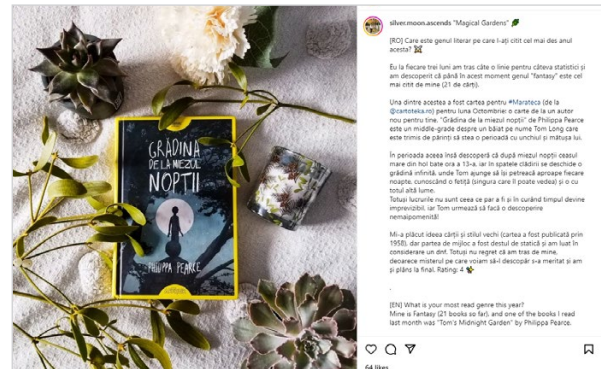 GRĂDINA
DE LA MIEZUL
NOPȚII
PHILIPPA PEARCE
silver.moon.ascends "Magical Gardens"
[RO] Care este genul literar pe care l-ați citit cel mai des anul
acesta?
Eu la fiecare trei luni am tras câte o linie pentru câteva statistici și
am descoperit că până în acest moment genul "fantasy" este cel
mai citit de mine (21 de cărți).
Una dintre acestea a fost cartea pentru #Marateca (de la
@cartoteka.ro) pentru luna Octombrie: o carte de la un autor
nou pentru tine. "Grădina de la miezul nopții" de Philippa Pearce
este un middle-grade despre un băiat pe nume Tom Long care
este trimis de părinți să stea o perioadă cu unchiul și mătușa lui.
În perioada aceea însă descoperă că după miezul nopții ceasul
mare din hol bate ora a 13-a, iar în spatele clădirii se deschide o
grădină infinită, unde Tom ajunge să își petreacă aproape fiecare
noapte, cunoscând o fetiță (singura care îl poate vedea) și o cu
totul altă lume.
Totuși lucrurile nu sunt ceea ce par a fi și în curând timpul devine
imprevizibil, iar Tom urmează să facă o descoperire
nemaipomenită!
Mi-a plăcut ideea cărții și stilul vechi (cartea a fost publicată prin
1958), dar partea de mijloc a fost destul de statică și am luat în
considerare un dnf. Totuși nu regret că am tras de mine,
deoarece misterul pe care voiam să-l descopăr s-a meritat și am
și plâns la final. Rating: 4
.
[EN] What is your most read genre this year?
Mine is Fantasy (21 books so far), and one of the books I read
last month was "Tom's Midnight Garden" by Philippa Pearce.
64 likes